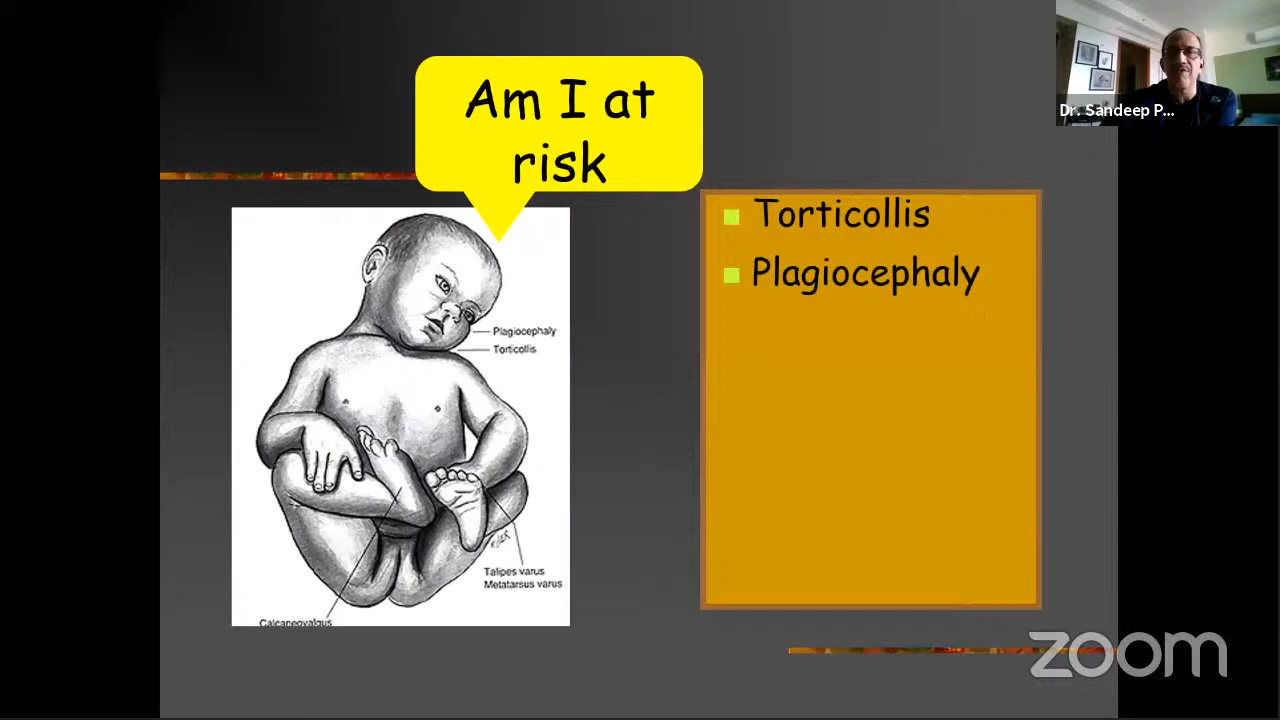 Dr. Sandeep P...
Am I at
risk
Torticollis
Plagiocephaly
Plagiocephaly
Torticollis
Talipes varus
Metatarsus varus
Calcaneovalgus
zoom